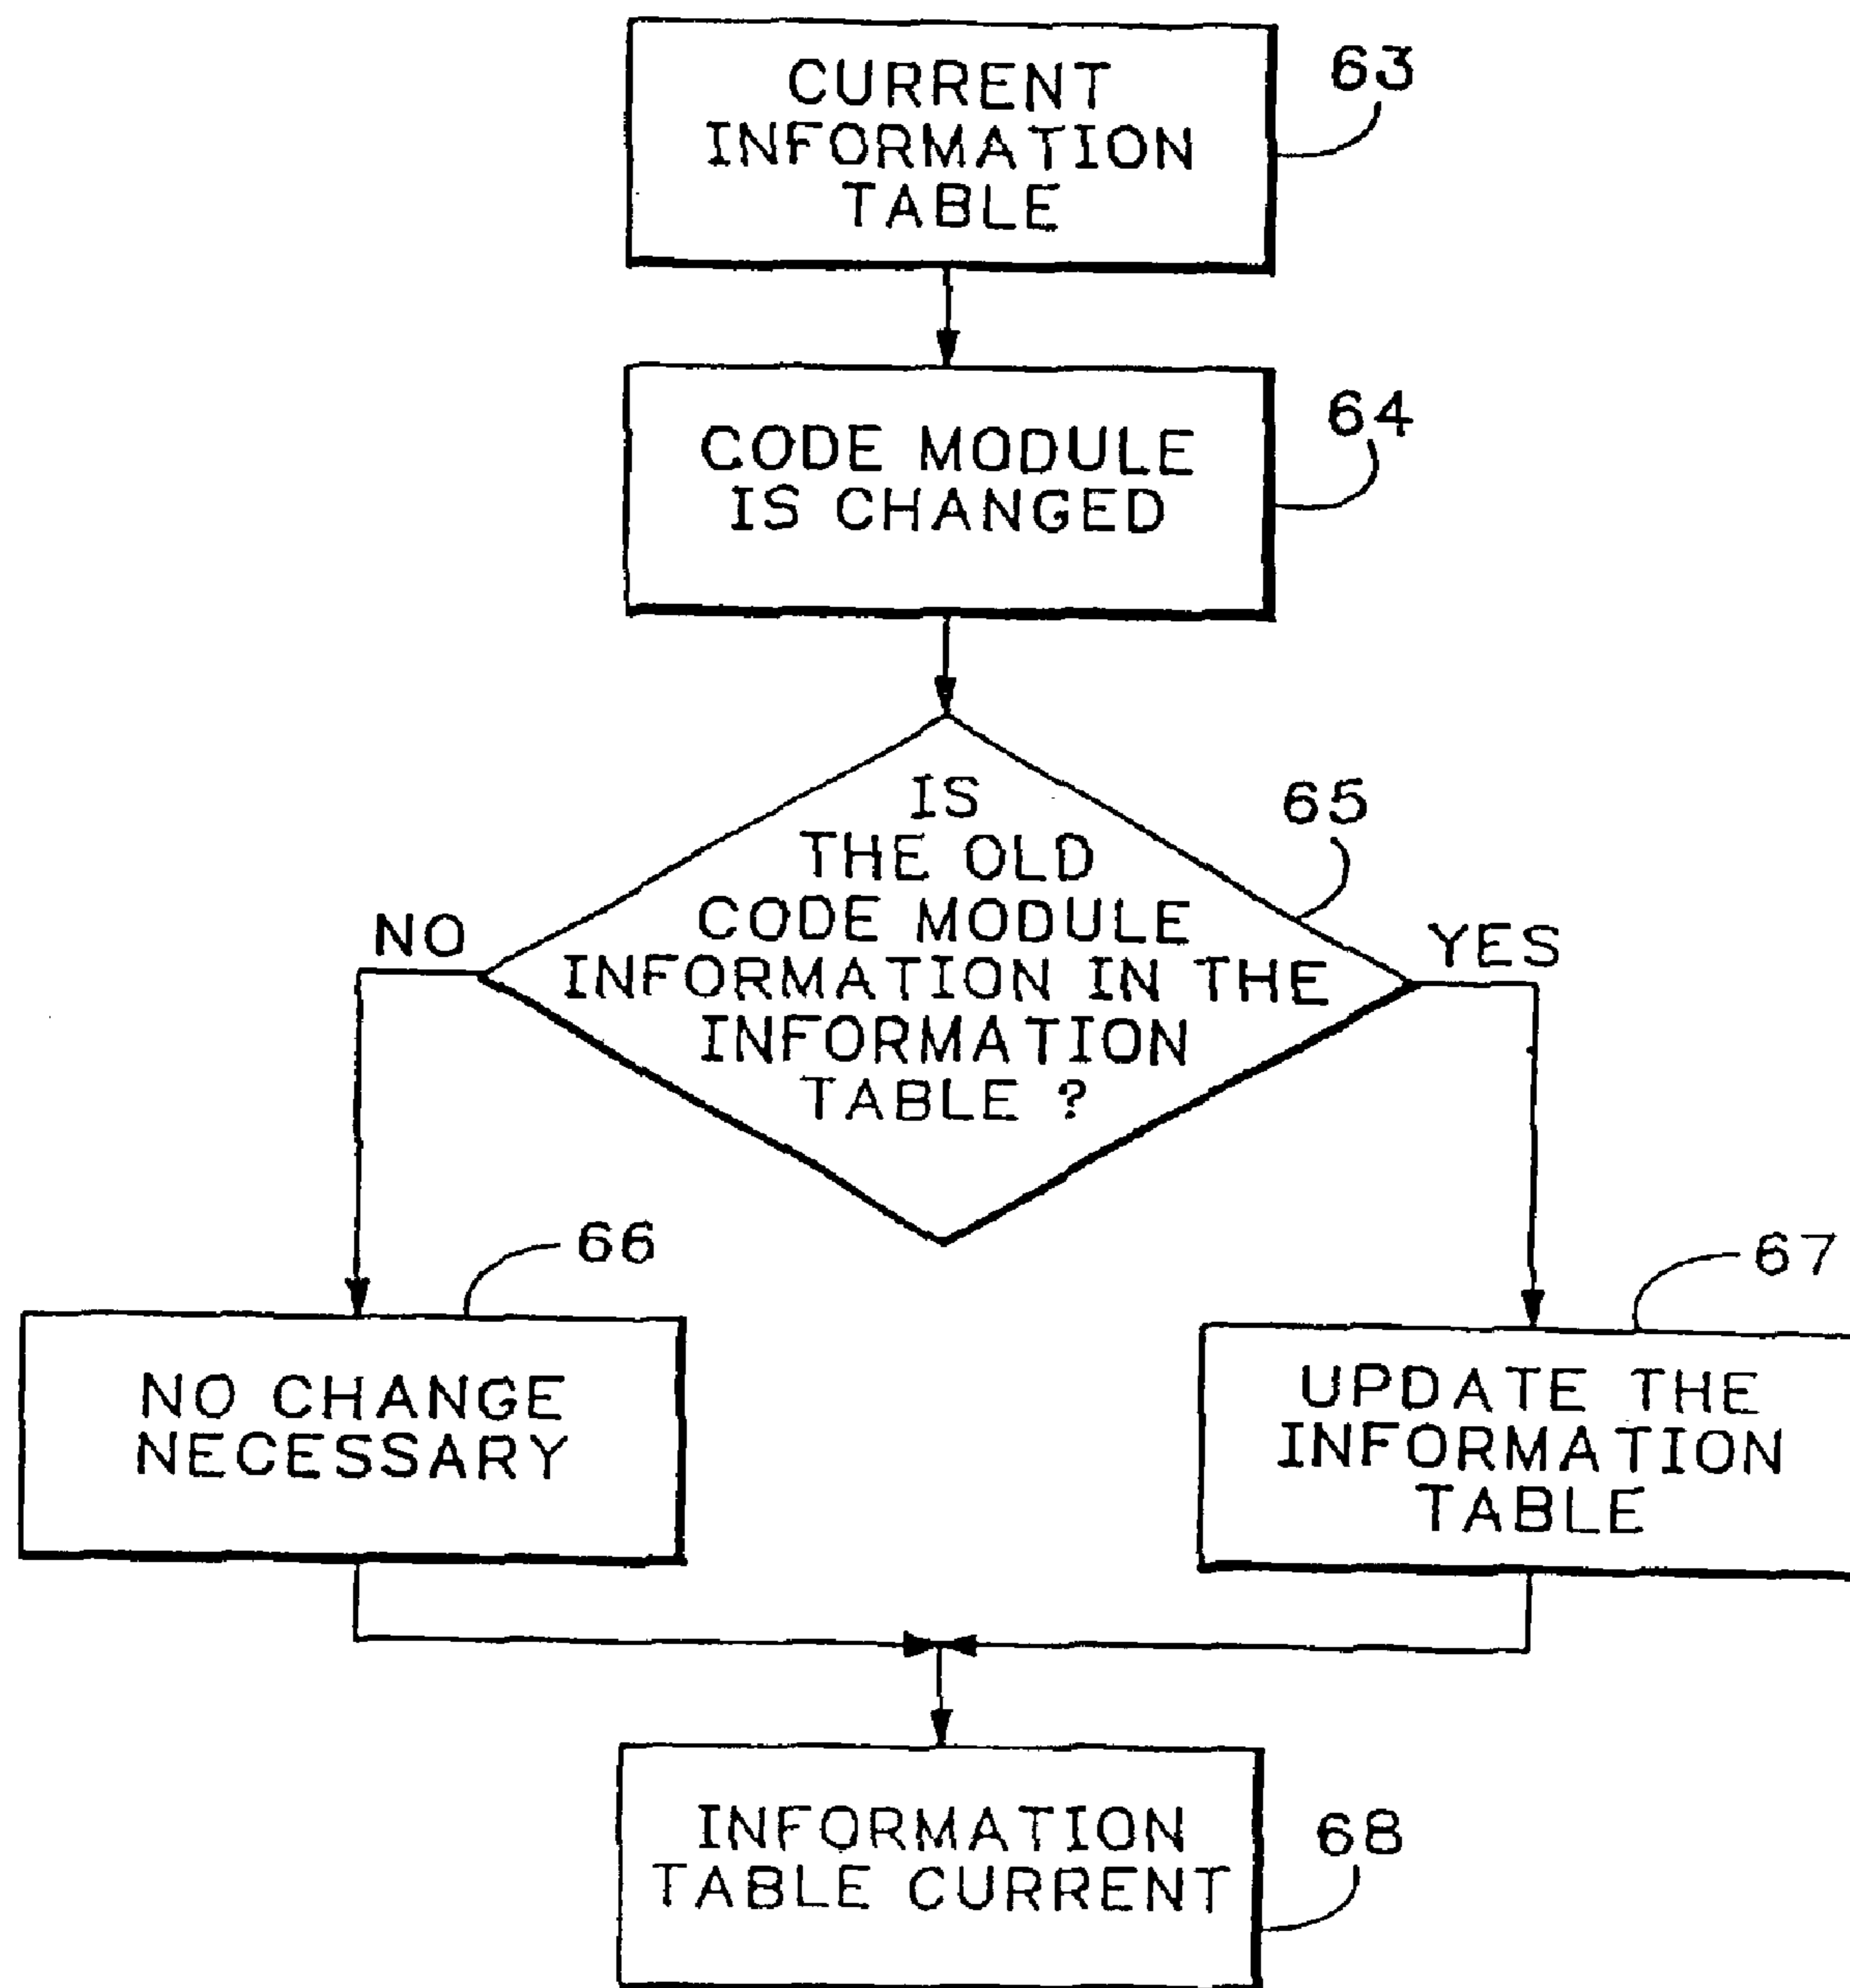 CURRENT
INFORMATION
TABLE
63
CODE MODULE
IS CHANGED
64
IS
THE OLD
CODE MODULE
INFORMATION IN THE
INFORMATION
TABLE ?
65
NO
YES
66
NO CHANGE
NECESSARY
67
UPDATE THE
INFORMATION
TABLE
INFORMATION
TABLE CURRENT
68